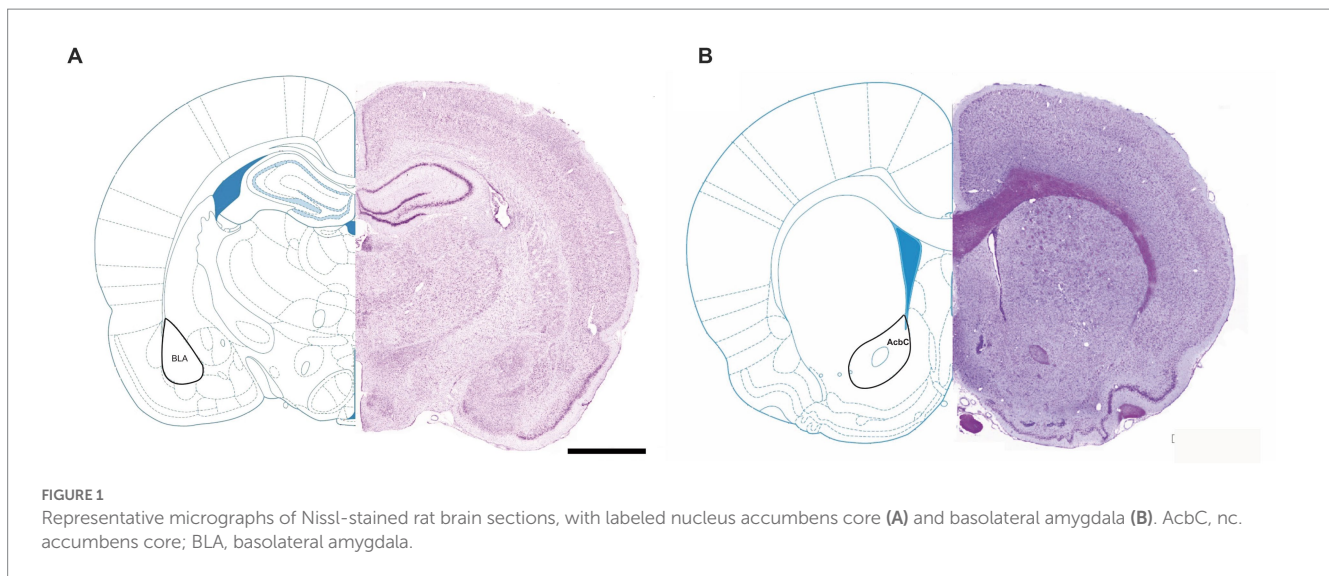 A
B
BLA
AcbC
FIGURE 1
Representative micrographs of Nissl-stained rat brain sections, with labeled nucleus accumbens core (A) and basolateral amygdala (B). AcbC, nc.
accumbens core; BLA, basolateral amygdala.